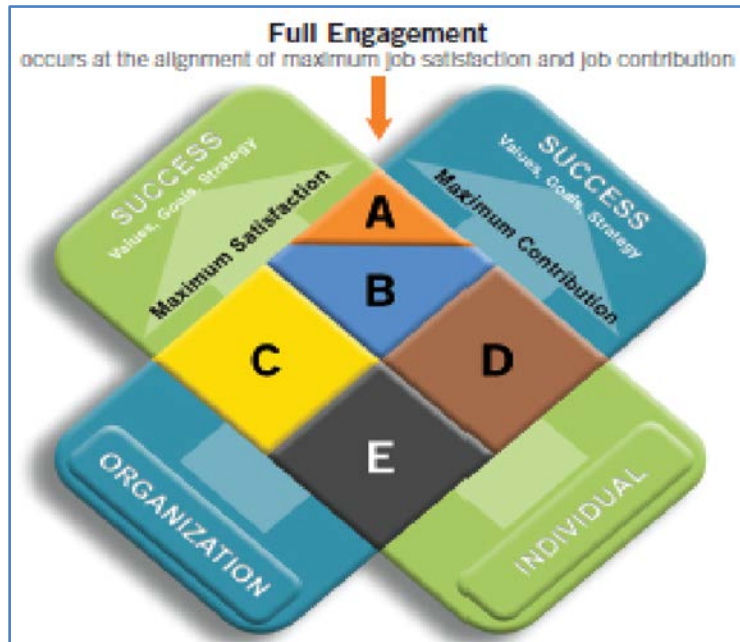 Full Engagement
occurs at the alignment of maximum job satisfaction and job contribution
SUCCESS
Values, Goals, Strategy
Maximum Satisfaction
SUCCESS
Values, Goals, Strategy
Maximum Contribution
A
B
C
D
E
ORGANIZATION
INDIVIDUAL